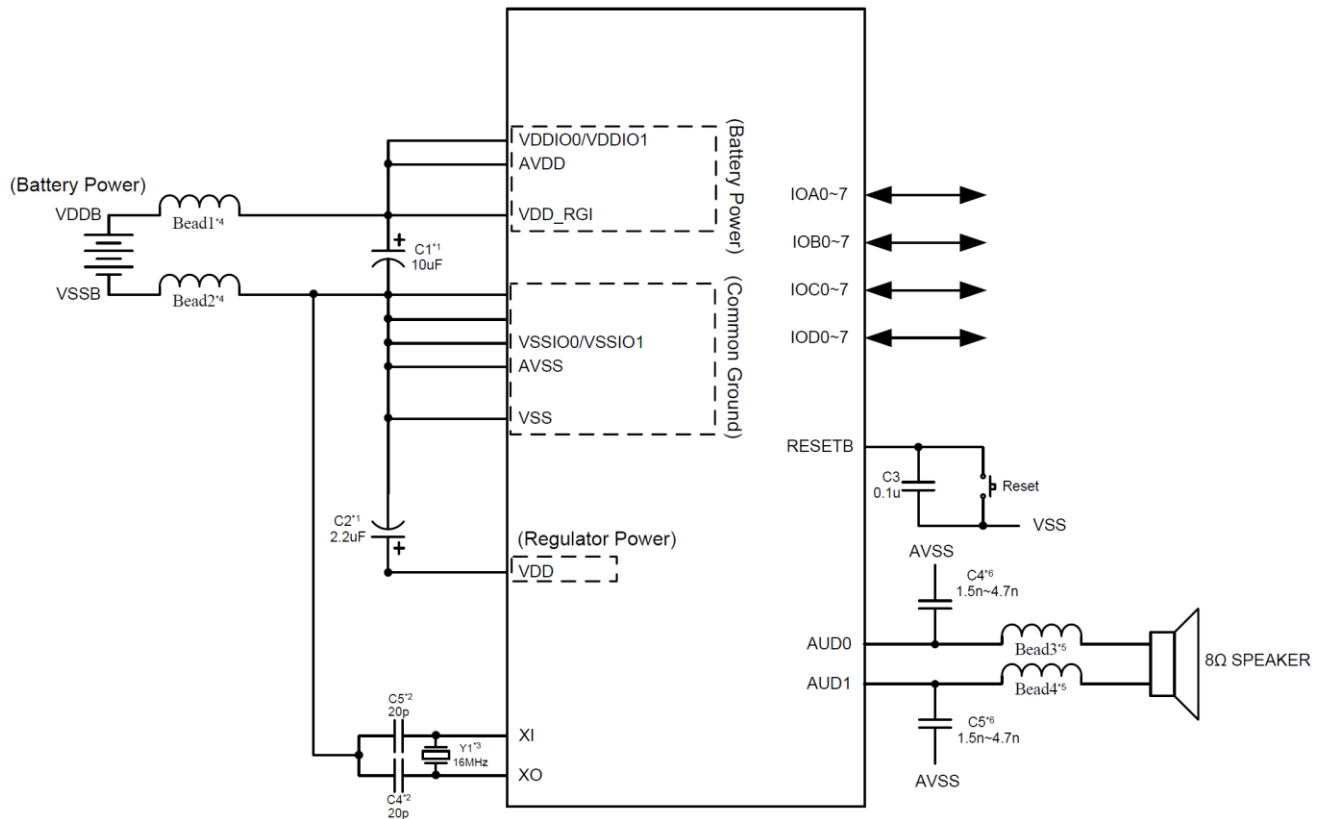 (Battery Power)
VDDB
Bead1*4
VSSB
Bead2*4
C1*1
10uF
VDDIO0/VDDIO1
AVDD
VDD_RGI
(Battery Power)
VSSIO0/VSSIO1
AVSS
VSS
(Common Ground)
C2*1
2.2uF
(Regulator Power)
VDD
C5*2
20p
Y1*3
16MHz
C4*2
20p
XI
XO
IOA0~7
IOB0~7
IOC0~7
IOD0~7
RESETB
C3
0.1u
Reset
VSS
AVSS
C4*6
1.5n~4.7n
AUD0
Bead3*5
AUD1
Bead4*5
8Ω SPEAKER
C5*6
1.5n~4.7n
AVSS